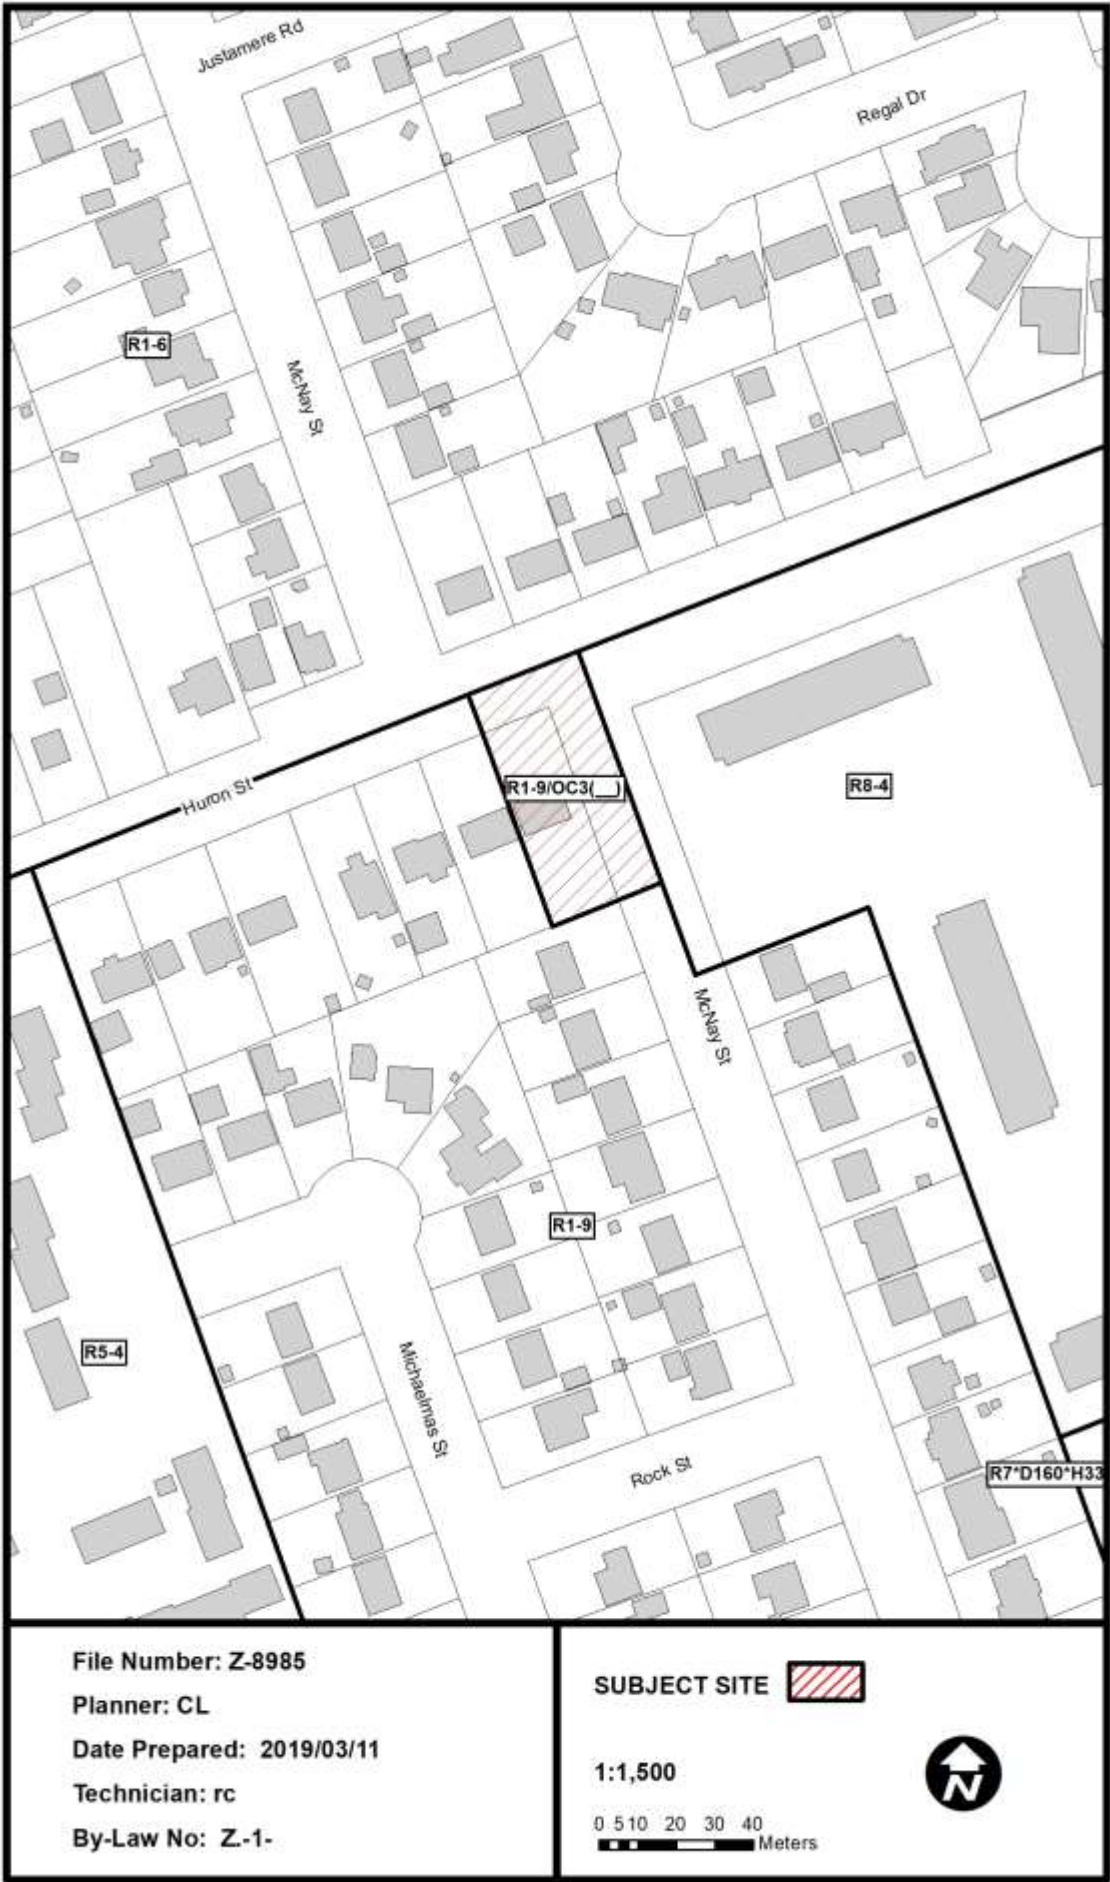 Justamere Rd
Regal Dr
R1-6
McNay St
Huron St
R1-9/OC3(__)
R8-4
McNay St
R1-9
R5-4
Michaelmas St
Rock St
R7*D160*H33
File Number: Z-8985
Planner: CL
Date Prepared: 2019/03/11
Technician: rc
By-Law No: Z.-1-
SUBJECT SITE
1:1,500
0 5 10 20 30 40
Meters
N